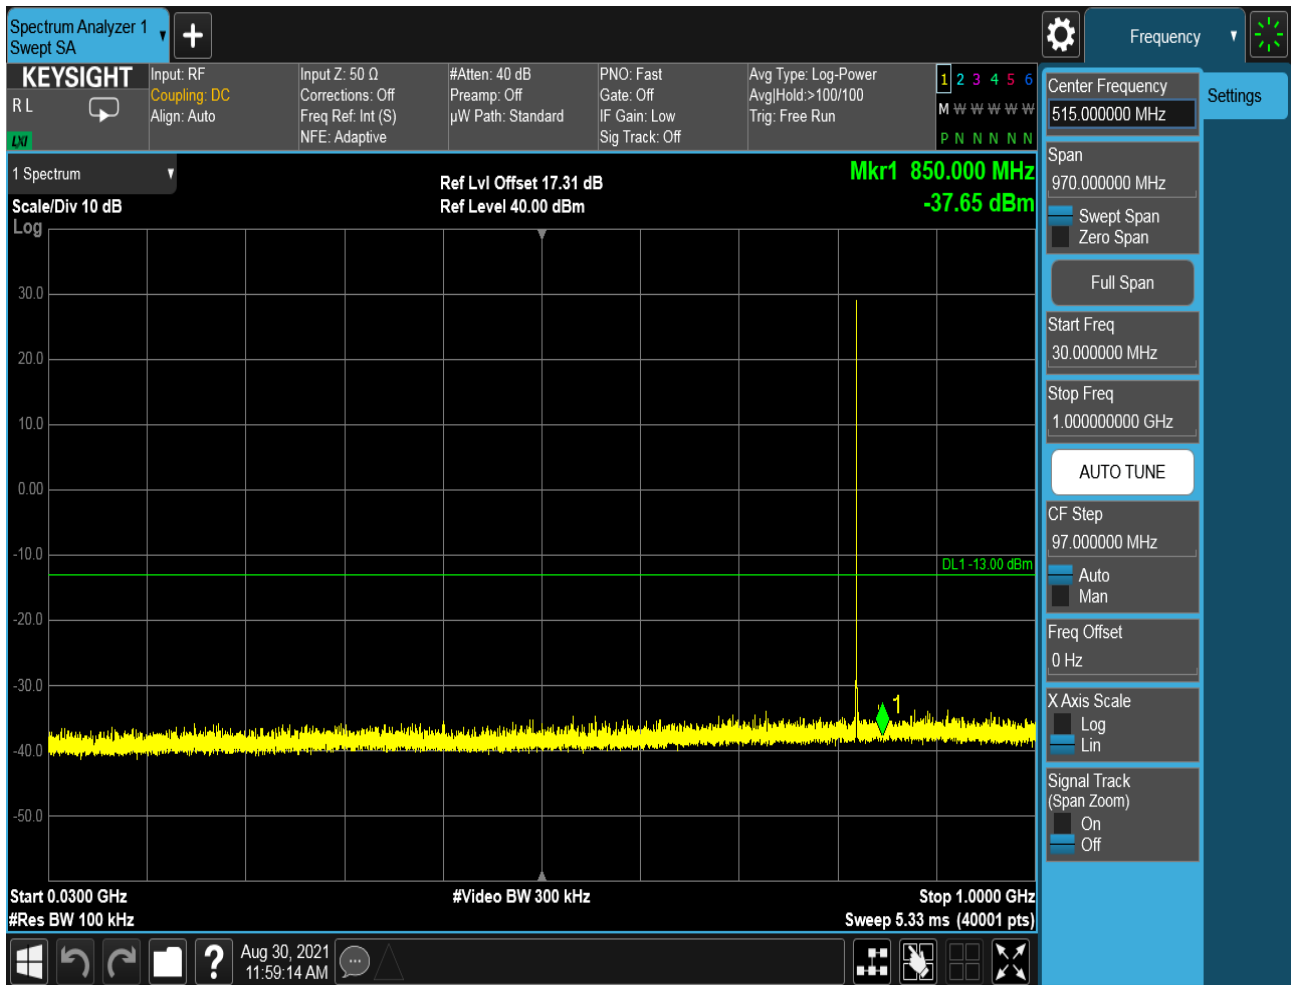 Spectrum Analyzer 1
Swept SA
Frequency
KEYSIGHT
R L
LXI
Input: RF
Coupling: DC
Align: Auto
Input Z: 50 Ω
Corrections: Off
Freq Ref: Int (S)
NFE: Adaptive
#Atten: 40 dB
Preamp: Off
µW Path: Standard
PNO: Fast
Gate: Off
IF Gain: Low
Sig Track: Off
Avg Type: Log-Power
Avg|Hold:>100/100
Trig: Free Run
1 2 3 4 5 6
M W W W W W
P N N N N N
1 Spectrum
Scale/Div 10 dB
Log
Ref Lvl Offset 17.31 dB
Ref Level 40.00 dBm
Mkr1 850.000 MHz
-37.65 dBm
30.0
20.0
10.0
0.00
-10.0
-20.0
-30.0
-40.0
-50.0
DL1 -13.00 dBm
1
Start 0.0300 GHz
#Res BW 100 kHz
#Video BW 300 kHz
Stop 1.0000 GHz
Sweep 5.33 ms (40001 pts)
Aug 30, 2021
11:59:14 AM
?
Center Frequency
515.000000 MHz
Settings
Span
970.000000 MHz
Swept Span
Zero Span
Full Span
Start Freq
30.000000 MHz
Stop Freq
1.000000000 GHz
AUTO TUNE
CF Step
97.000000 MHz
Auto
Man
Freq Offset
0 Hz
X Axis Scale
Log
Lin
Signal Track
(Span Zoom)
On
Off